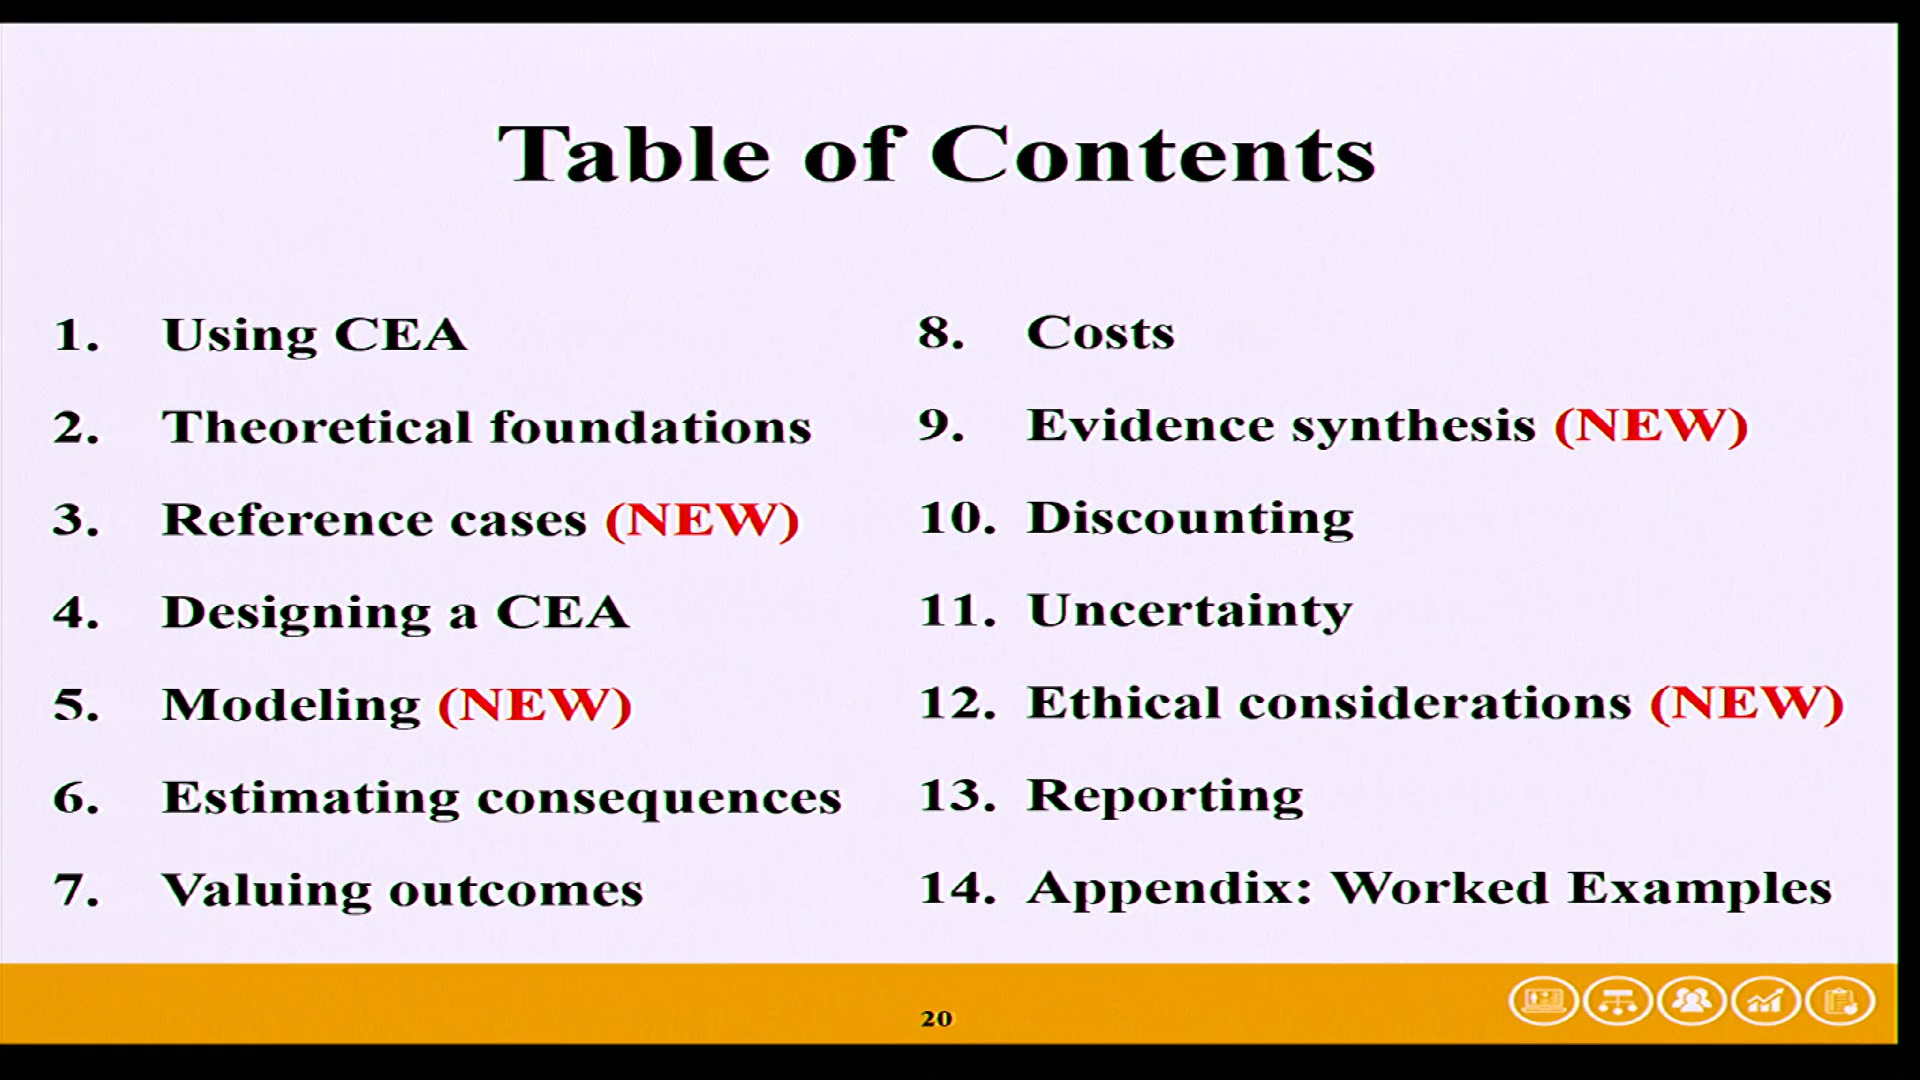 Table of Contents
1. Using CEA
2. Theoretical foundations
3. Reference cases (NEW)
4. Designing a CEA
5. Modeling (NEW)
6. Estimating consequences
7. Valuing outcomes
8. Costs
9. Evidence synthesis (NEW)
10. Discounting
11. Uncertainty
12. Ethical considerations (NEW)
13. Reporting
14. Appendix: Worked Examples
20